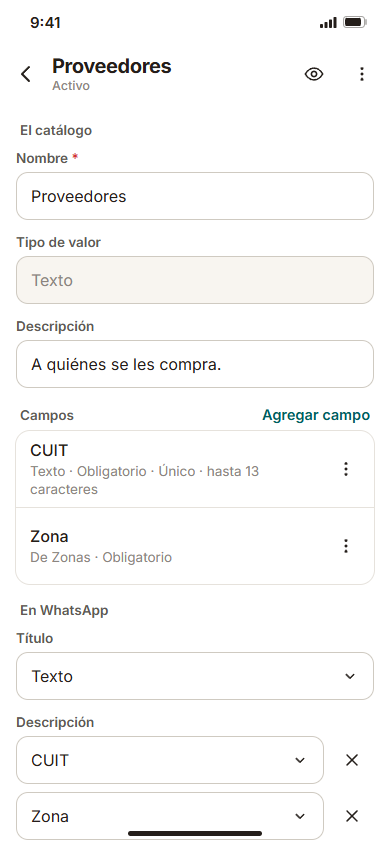 9:41
Proveedores
Activo
El catálogo
Nombre *
Proveedores
Tipo de valor
Texto
Descripción
A quiénes se les compra.
Campos
Agregar campo
CUIT
Texto · Obligatorio · Único · hasta 13
caracteres
Zona
De Zonas · Obligatorio
En WhatsApp
Título
Texto
Descripción
CUIT
Zona